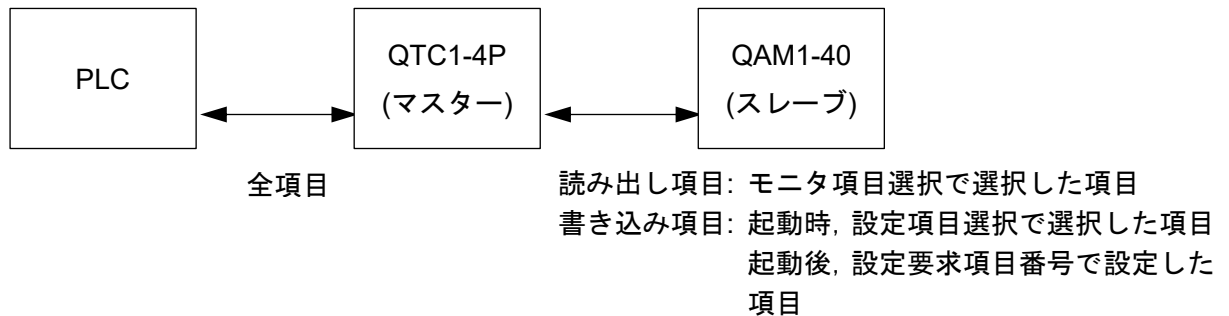 PLC
QTC1-4P
(マスター)
QAM1-40
(スレーブ)
全項目
読み出し項目: モニタ項目選択で選択した項目
書き込み項目: 起動時, 設定項目選択で選択した項目
起動後, 設定要求項目番号で設定した
項目